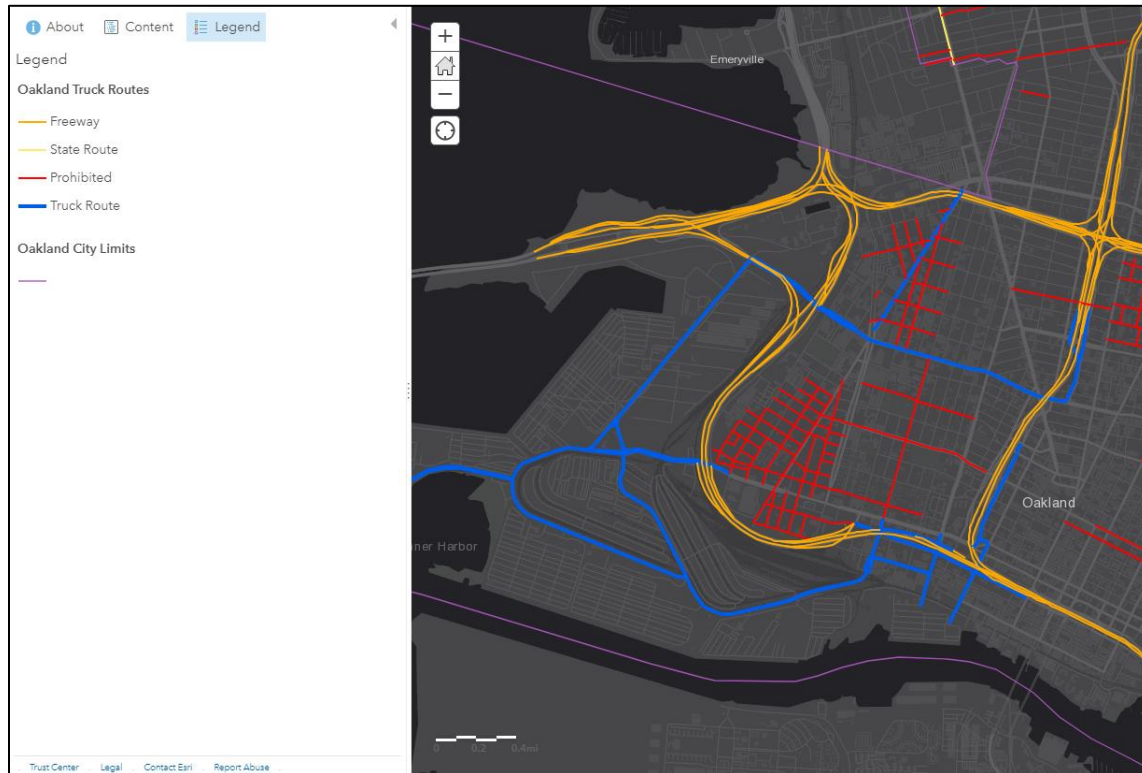 About Content Legend
Legend
Oakland Truck Routes
Freeway
State Route
Prohibited
Truck Route
Oakland City Limits
Trust Center Legal Contact Esri Report Abuse
+
−
Emeryville
Oakland
ner Harbor
0 0.2 0.4mi